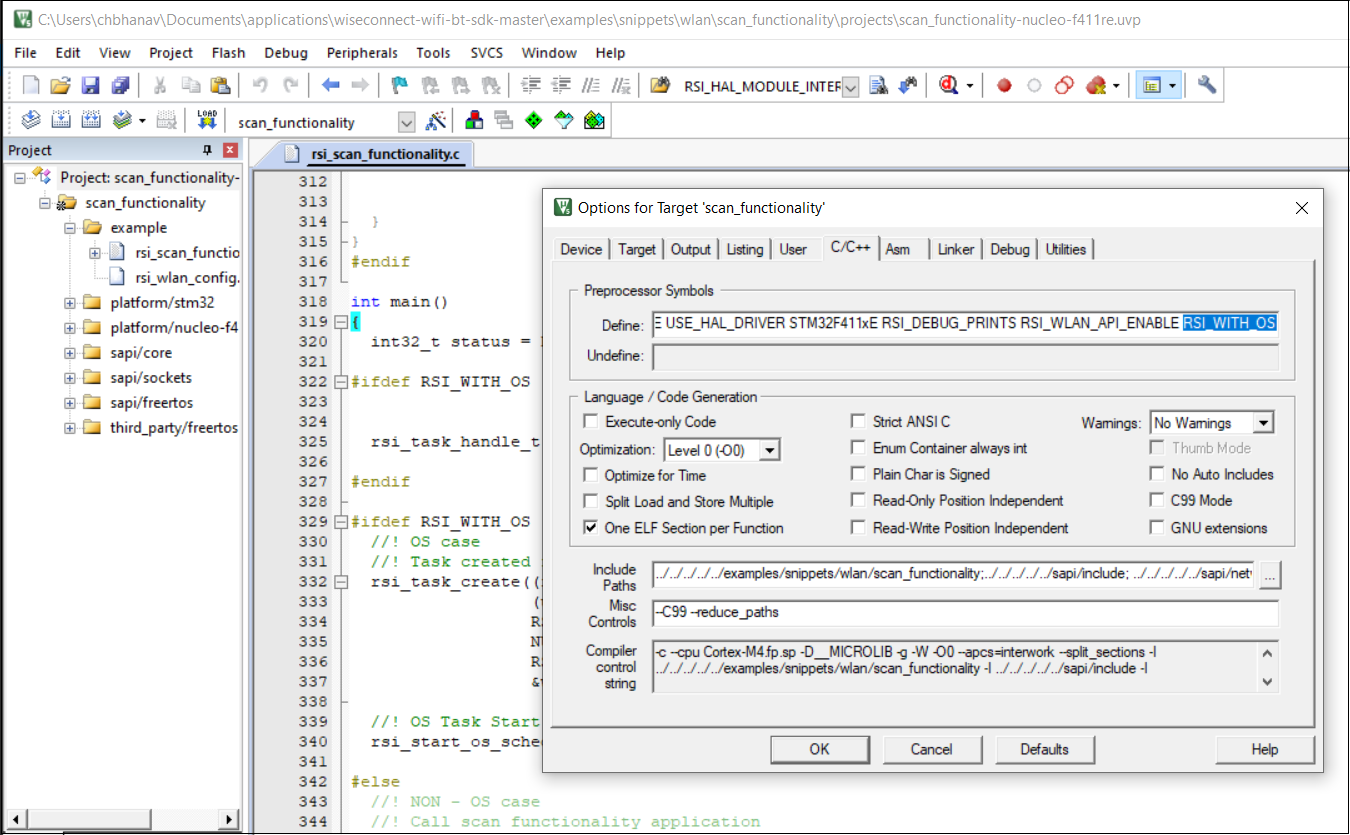 C:\Users\chbhanav\Documents\applications\wiseconnect-wifi-bt-sdk-master\examples\snippets\wlan\scan_functionality\projects\scan_functionality-nucleo-f411re.uvp
File Edit View Project Flash Debug Peripherals Tools SVCS Window Help
RSI_HAL_MODULE_INTER
LOAD
scan_functionality
Project
rsi_scan_functionality.c
Project: scan_functionality-
scan_functionality
example
rsi_scan_functio
rsi_wlan_config.
platform/stm32
platform/nucleo-f4
sapi/core
sapi/sockets
sapi/freertos
third_party/freertos
312
313
314 }
315 }
316 #endif
317
318 int main()
319 {
320 int32_t status =
321
322 #ifdef RSI_WITH_OS
323
324
325 rsi_task_handle_t
326
327 #endif
328
329 #ifdef RSI_WITH_OS
330 //! OS case
331 //! Task created
332 rsi_task_create((
333 (
334 R
335 N
336 R
337 &
338
339 //! OS Task Start
340 rsi_start_os_sche
341
342 #else
343 //! NON - OS case
344 //! Call scan functionality application
Options for Target 'scan_functionality'
Device Target Output Listing User C/C++ Asm Linker Debug Utilities
Preprocessor Symbols
Define: E USE_HAL_DRIVER STM32F411xE RSI_DEBUG_PRINTS RSI_WLAN_API_ENABLE RSI_WITH_OS
Undefine:
Language / Code Generation
Execute-only Code
Optimization: Level 0 (-O0)
Optimize for Time
Split Load and Store Multiple
One ELF Section per Function
Strict ANSI C
Enum Container always int
Plain Char is Signed
Read-Only Position Independent
Read-Write Position Independent
Warnings: No Warnings
Thumb Mode
No Auto Includes
C99 Mode
GNU extensions
Include Paths
../../../../../examples/snippets/wlan/scan_functionality;../../../../../sapi/include; ../../../../../sapi/net
...
Misc Controls
--C99 --reduce_paths
Compiler control string
-c --cpu Cortex-M4.fp.sp -D__MICROLIB -g -W -O0 --apcs=interwork --split_sections -I
../../../../../examples/snippets/wlan/scan_functionality -I ../../../../../sapi/include -I
OK Cancel Defaults Help